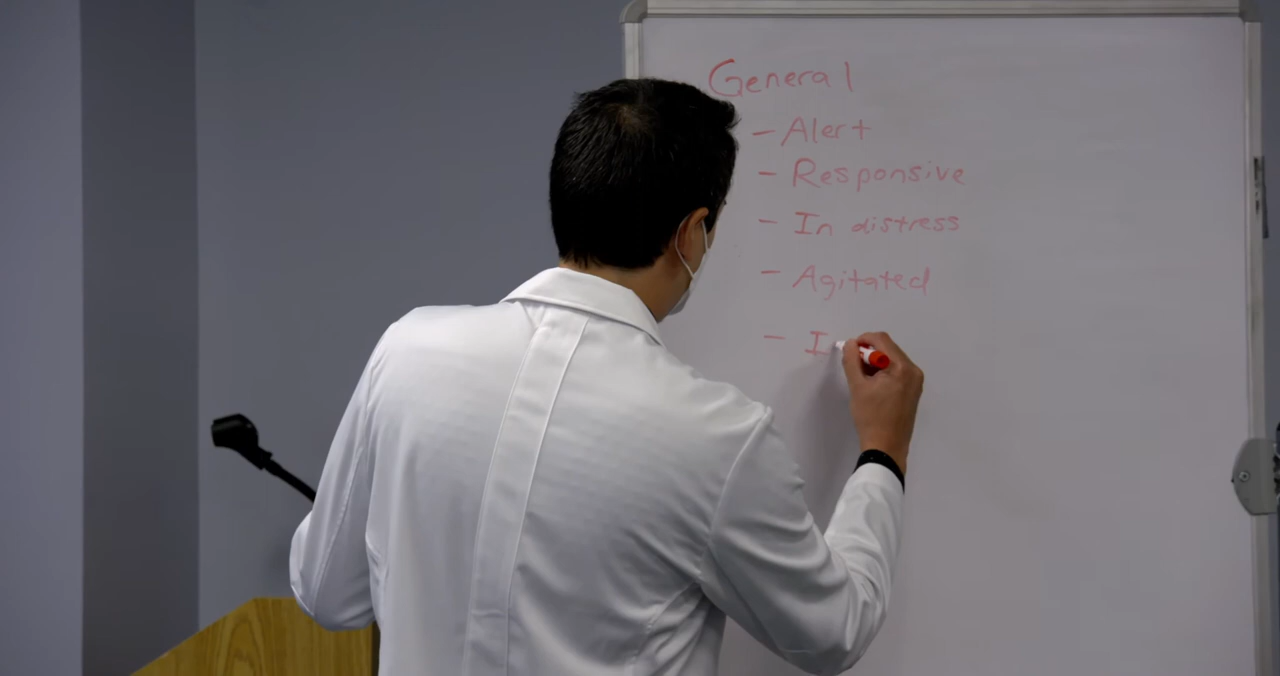 General
- Alert
- Responsive
- In distress
- Agitated
- I